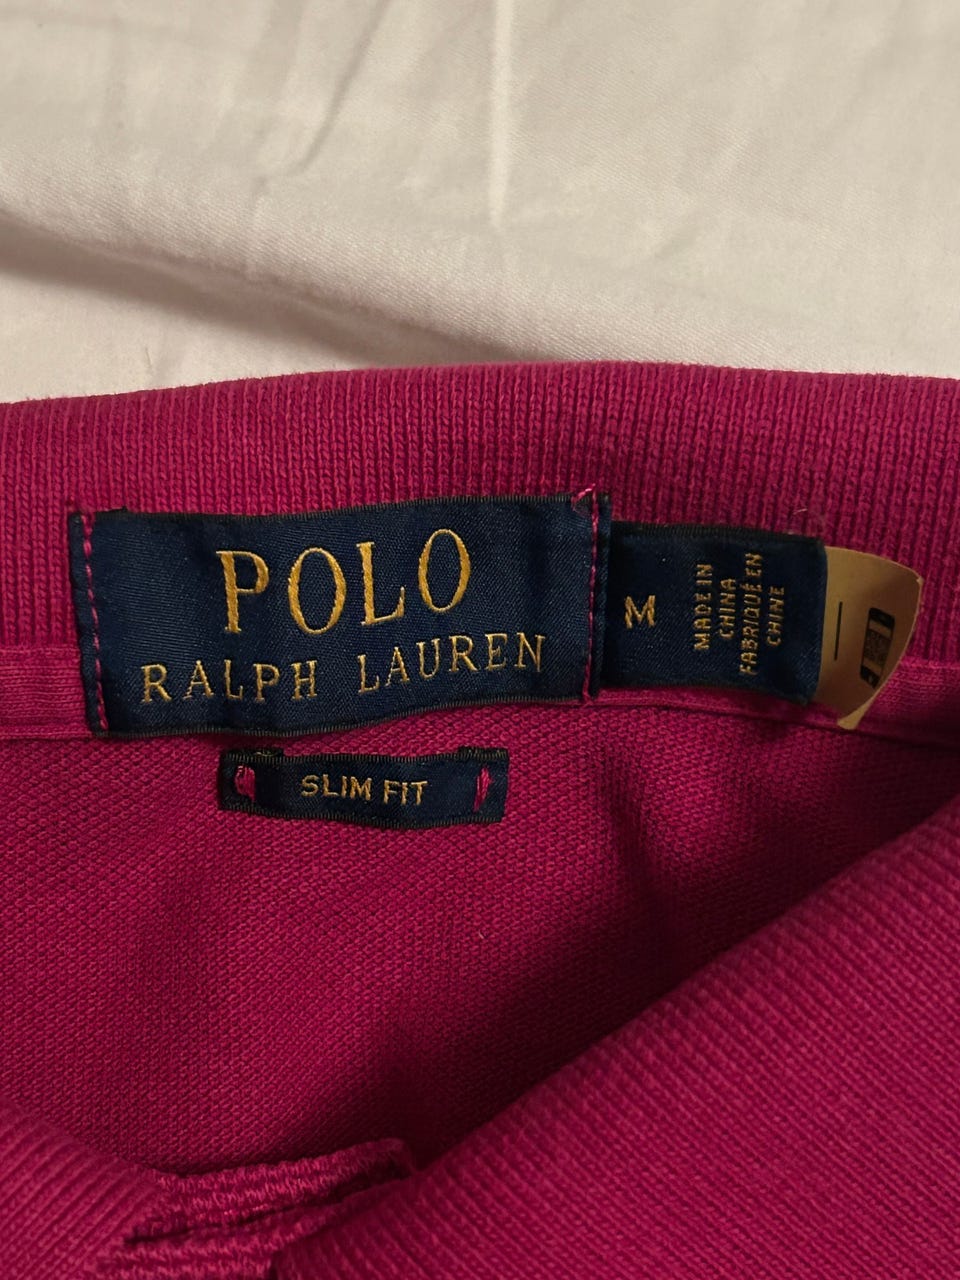 POLO
RALPH LAUREN
M
MADE IN
CHINA
FABRIQUÉ EN
CHINE
SLIM FIT